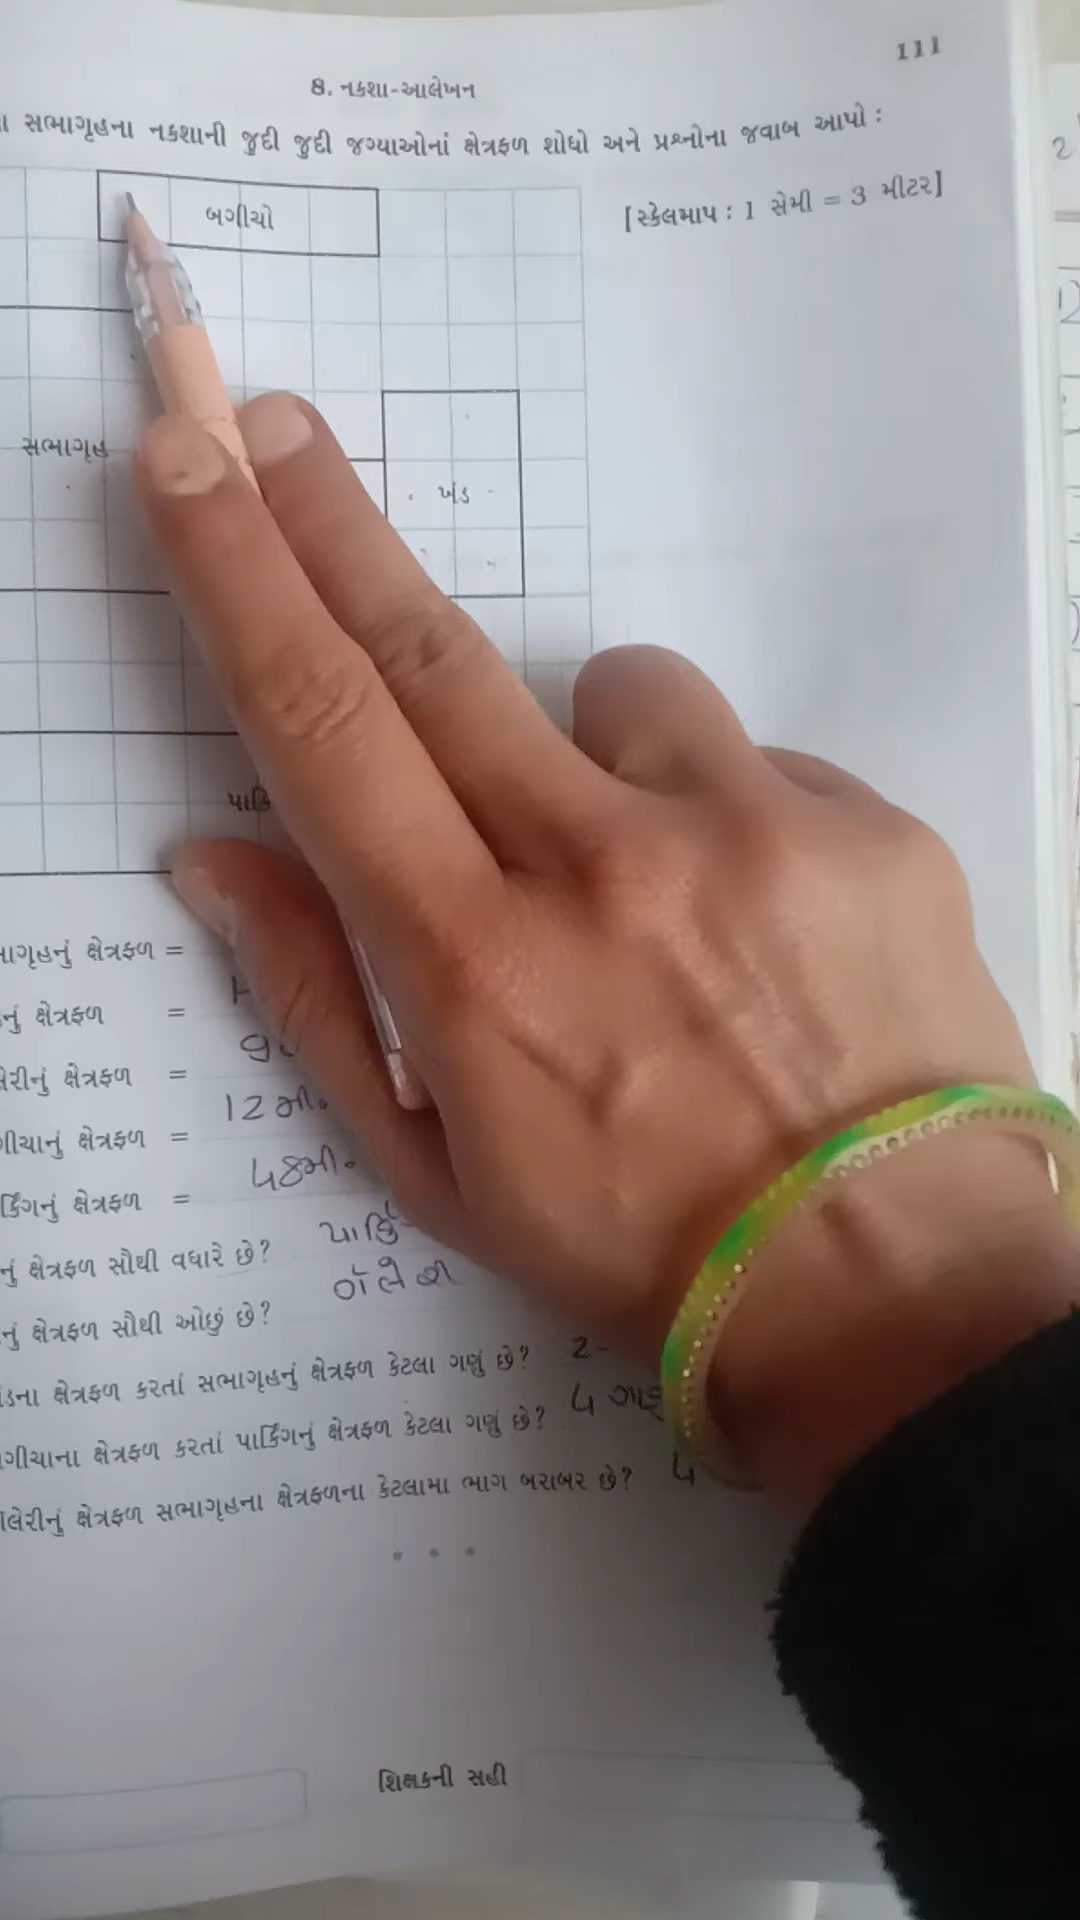 111
8. નકશા-આલેખન
સભાગૃહના નકશાની જુદી જુદી જગ્યાઓનાં ક્ષેત્રફળ શોધો અને પ્રશ્નોના જવાબ આપો :
[સ્કેલમાપ : 1 સેમી = 3 મીટર]
બગીચો
સભાગૃહ
ખંડ
પાર્કિ
ાગૃહનું ક્ષેત્રફળ =
નું ક્ષેત્રફળ =
લેરીનું ક્ષેત્રફળ = 12 મી.
ગીચાનું ક્ષેત્રફળ =
ર્કિંગનું ક્ષેત્રફળ = 48મી.
નું ક્ષેત્રફળ સૌથી વધારે છે? પાર્કિં
નું ક્ષેત્રફળ સૌથી ઓછું છે?
ંડના ક્ષેત્રફળ કરતાં સભાગૃહનું ક્ષેત્રફળ કેટલા ગણું છે? 2-
ગીચાના ક્ષેત્રફળ કરતાં પાર્કિંગનું ક્ષેત્રફળ કેટલા ગણું છે? 4
લેરીનું ક્ષેત્રફળ સભાગૃહના ક્ષેત્રફળના કેટલામા ભાગ બરાબર છે? 4
* * *
શિક્ષકની સહી